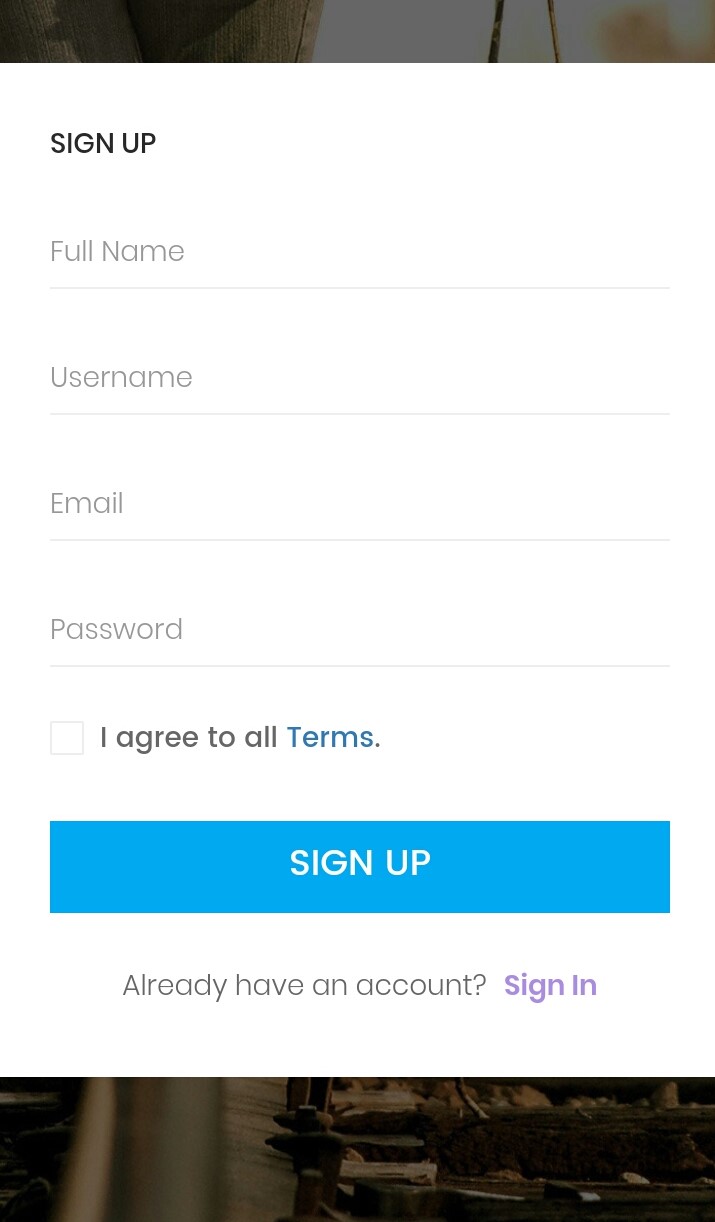 SIGN UP
Full Name
Username
Email
Password
I agree to all Terms.
SIGN UP
Already have an account? Sign In